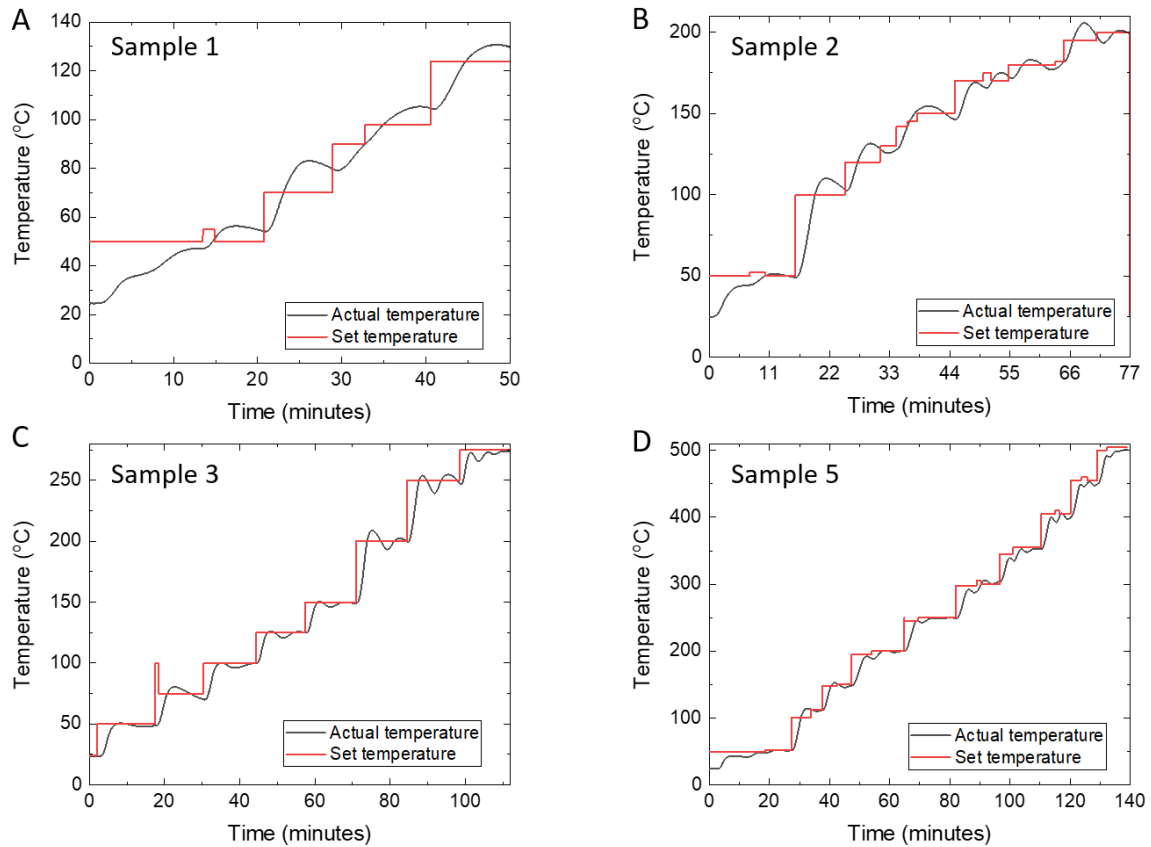 A
Sample 1
140
120
100
80
60
40
20
0
Temperature (°C)
Actual temperature
Set temperature
0 10 20 30 40 50
Time (minutes)
B
Sample 2
200
150
100
50
0
Temperature (°C)
Actual temperature
Set temperature
0 11 22 33 44 55 66 77
Time (minutes)
C
Sample 3
250
200
150
100
50
0
Temperature (°C)
Actual temperature
Set temperature
0 20 40 60 80 100
Time (minutes)
D
Sample 5
500
400
300
200
100
0
Temperature (°C)
Actual temperature
Set temperature
0 20 40 60 80 100 120 140
Time (minutes)